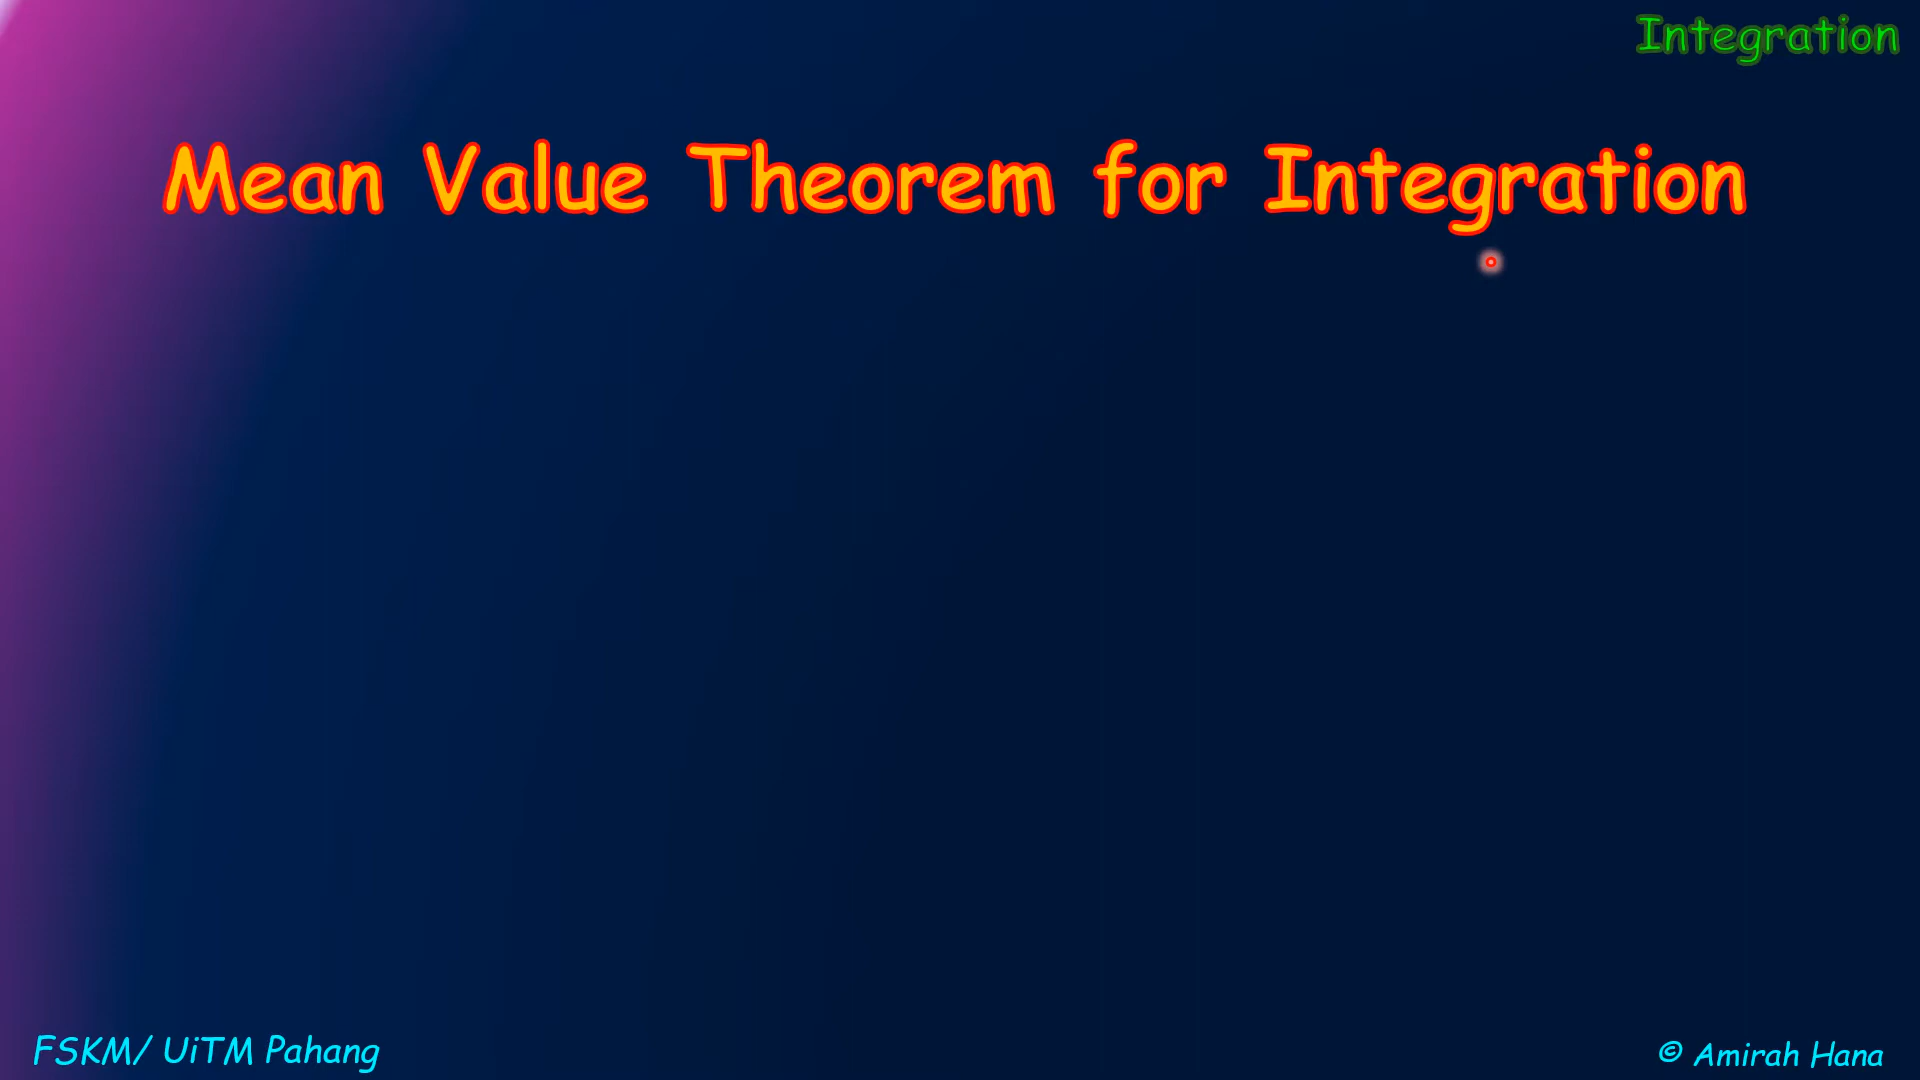 Integration
Mean Value Theorem for Integration
FSKM/ UiTM Pahang
© Amirah Hana